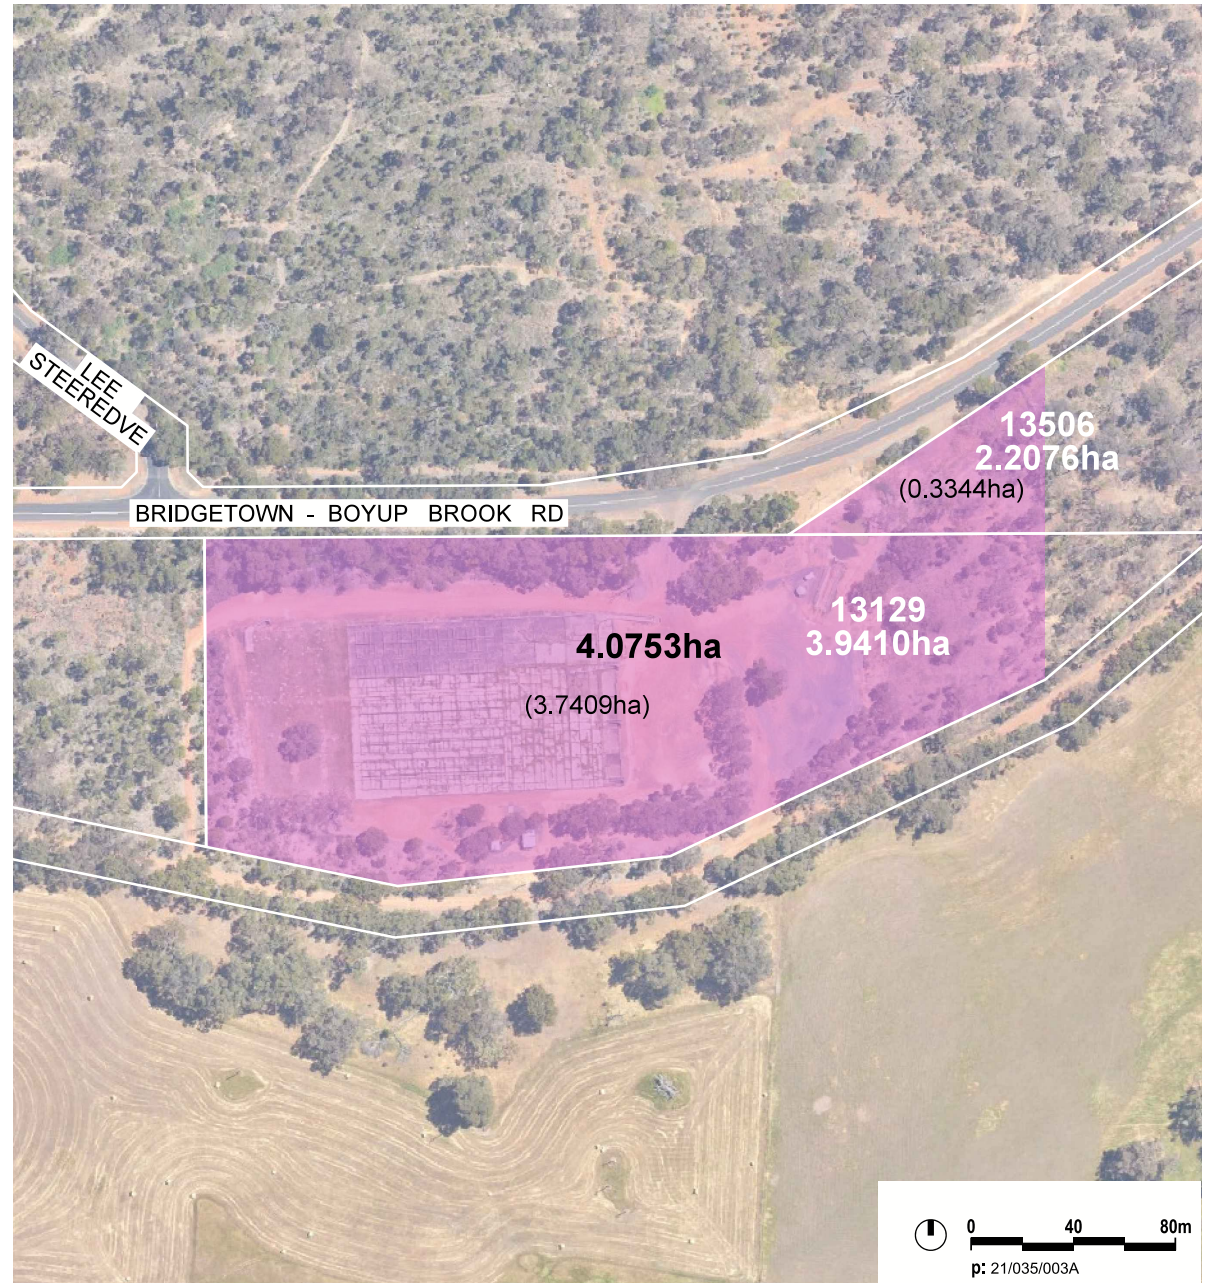 LEE
STEEREDVE
BRIDGETOWN - BOYUP BROOK RD
13506
2.2076ha
(0.3344ha)
13129
3.9410ha
4.0753ha
(3.7409ha)
0 40 80m
p: 21/035/003A